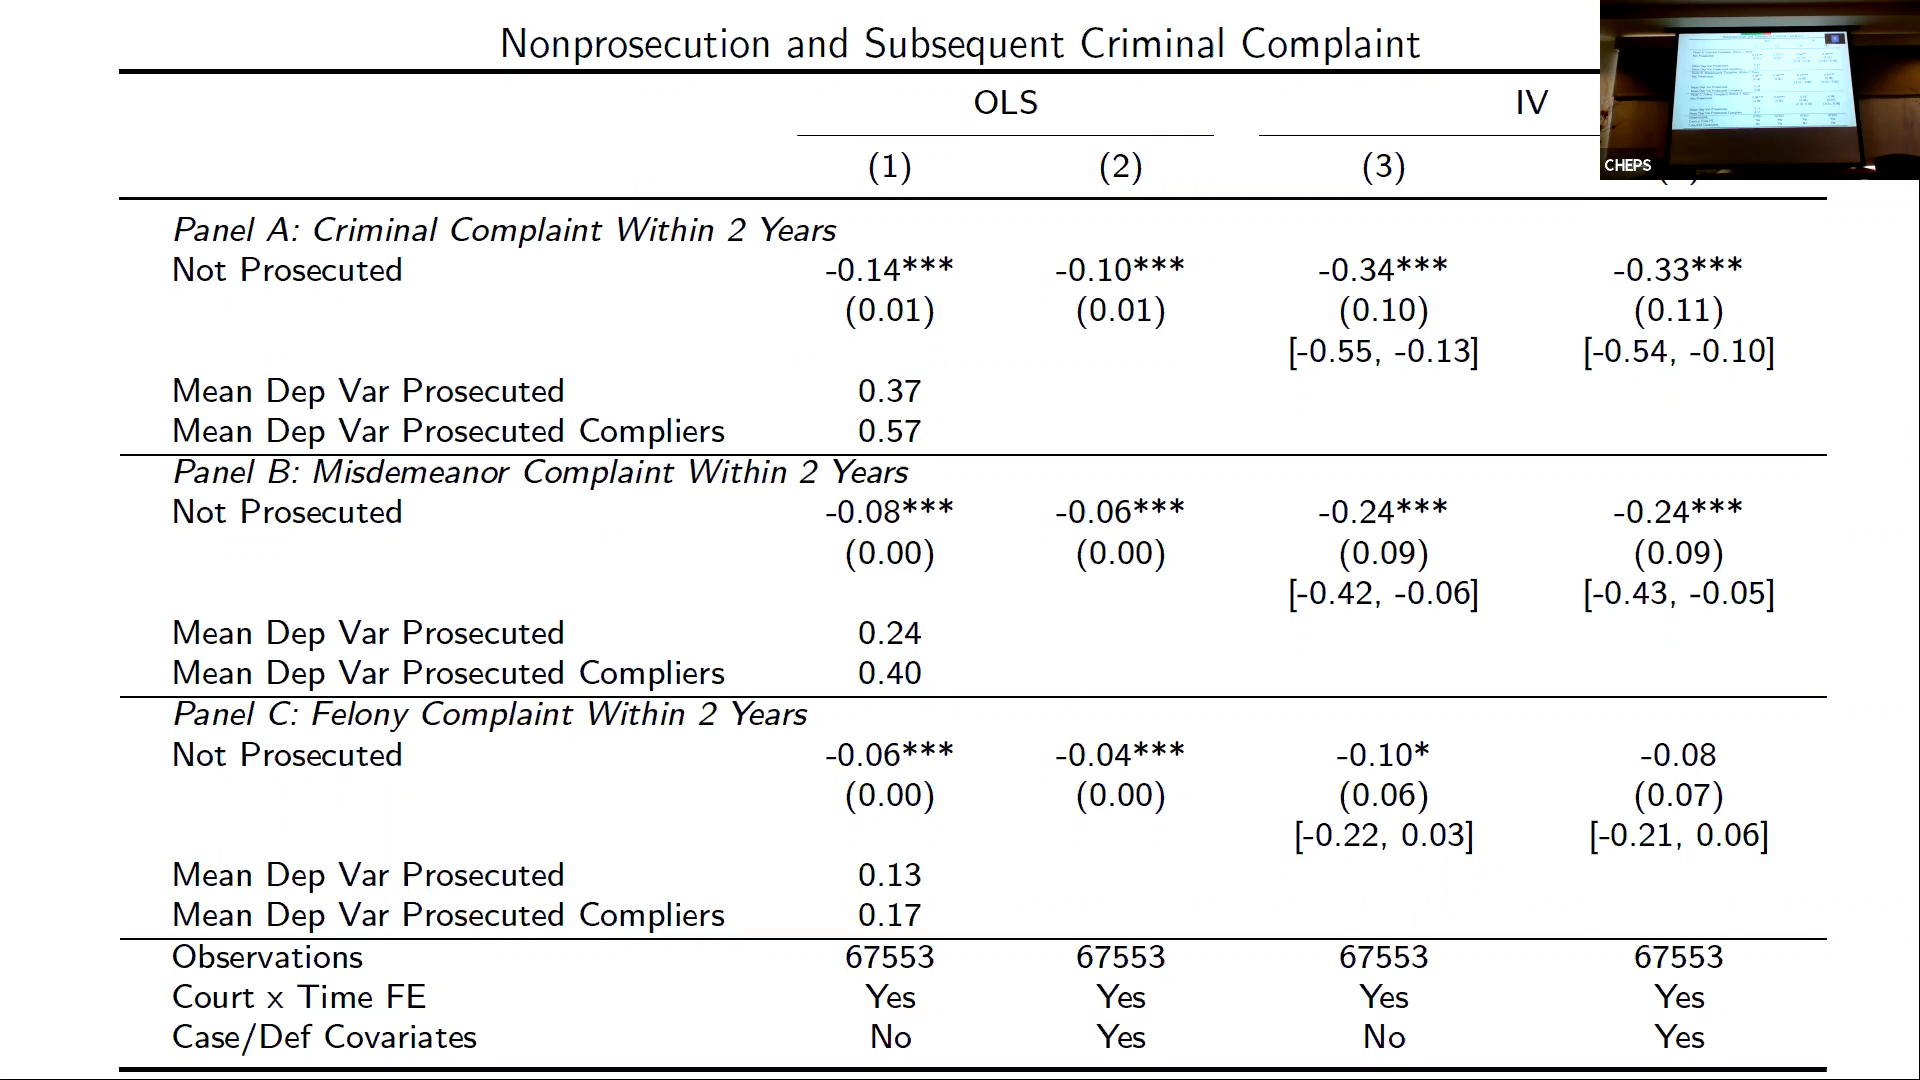 Nonprosecution and Subsequent Criminal Complaint
OLS IV
(1) (2) (3)
CHEPS
Panel A: Criminal Complaint Within 2 Years
Not Prosecuted -0.14*** -0.10*** -0.34*** -0.33***
(0.01) (0.01) (0.10) (0.11)
[-0.55, -0.13] [-0.54, -0.10]
Mean Dep Var Prosecuted 0.37
Mean Dep Var Prosecuted Compliers 0.57
Panel B: Misdemeanor Complaint Within 2 Years
Not Prosecuted -0.08*** -0.06*** -0.24*** -0.24***
(0.00) (0.00) (0.09) (0.09)
[-0.42, -0.06] [-0.43, -0.05]
Mean Dep Var Prosecuted 0.24
Mean Dep Var Prosecuted Compliers 0.40
Panel C: Felony Complaint Within 2 Years
Not Prosecuted -0.06*** -0.04*** -0.10* -0.08
(0.00) (0.00) (0.06) (0.07)
[-0.22, 0.03] [-0.21, 0.06]
Mean Dep Var Prosecuted 0.13
Mean Dep Var Prosecuted Compliers 0.17
Observations 67553 67553 67553 67553
Court x Time FE Yes Yes Yes Yes
Case/Def Covariates No Yes No Yes